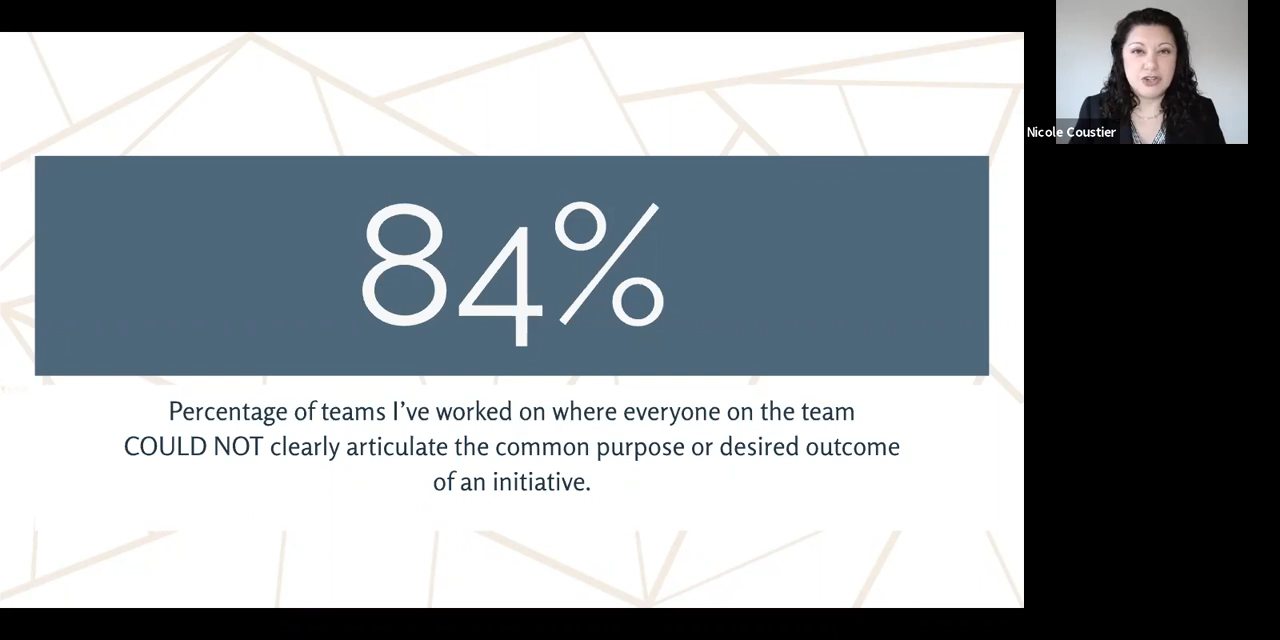 84%
Percentage of teams I’ve worked on where everyone on the team
COULD NOT clearly articulate the common purpose or desired outcome
of an initiative.
Nicole Coustier